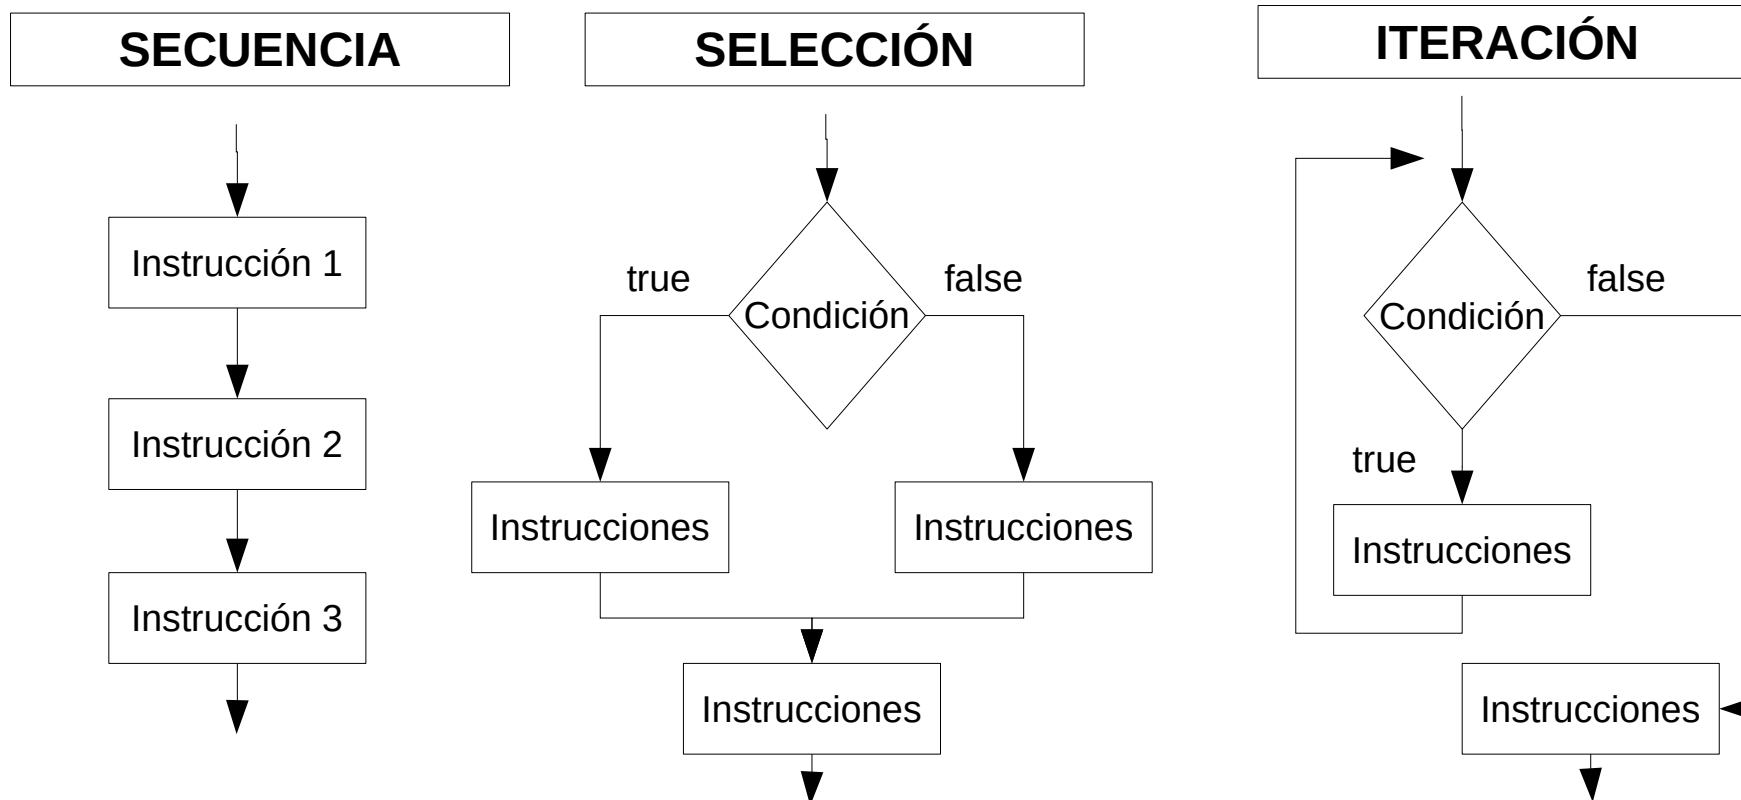 SECUENCIA
Instrucción 1
Instrucción 2
Instrucción 3
SELECCIÓN
true
false
Condición
Instrucciones
Instrucciones
Instrucciones
ITERACIÓN
false
Condición
true
Instrucciones
Instrucciones